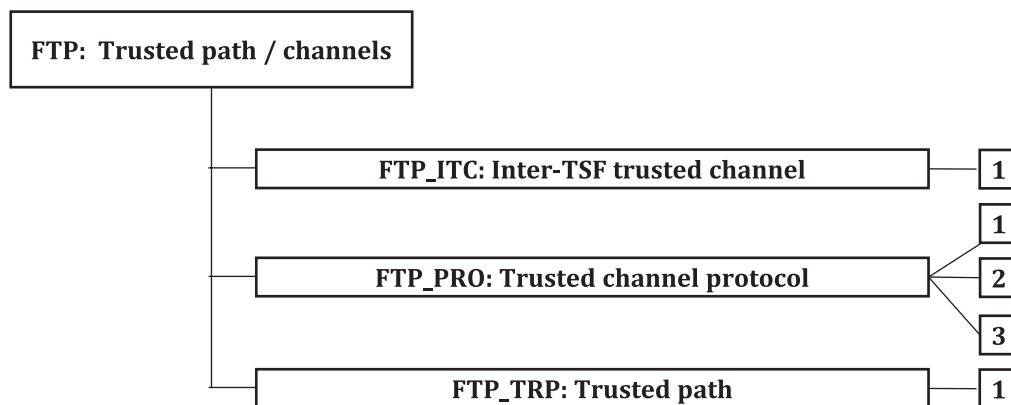 FTP: Trusted path / channels
FTP_ITC: Inter-TSF trusted channel 1
1
FTP_PRO: Trusted channel protocol 2
3
FTP_TRP: Trusted path 1